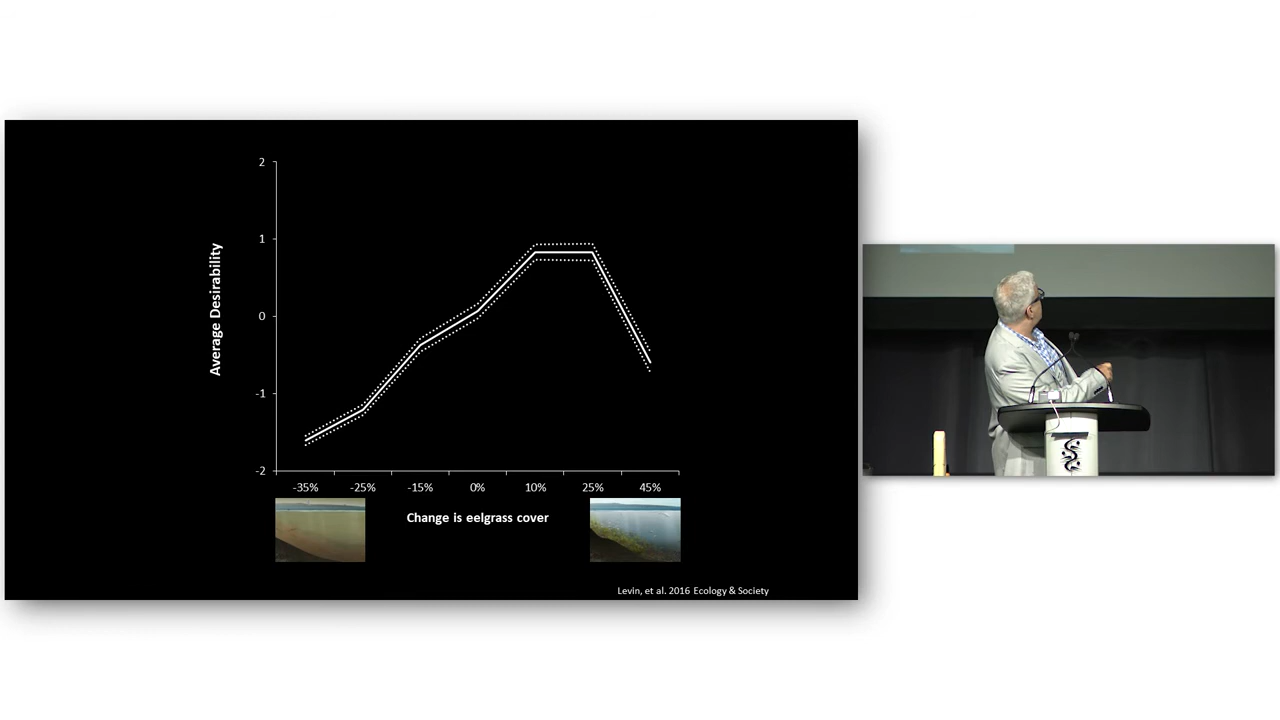 2
1
0
-1
-2
Average Desirability
-35% -25% -15% 0% 10% 25% 45%
Change is eelgrass cover
Levin, et al. 2016 Ecology & Society